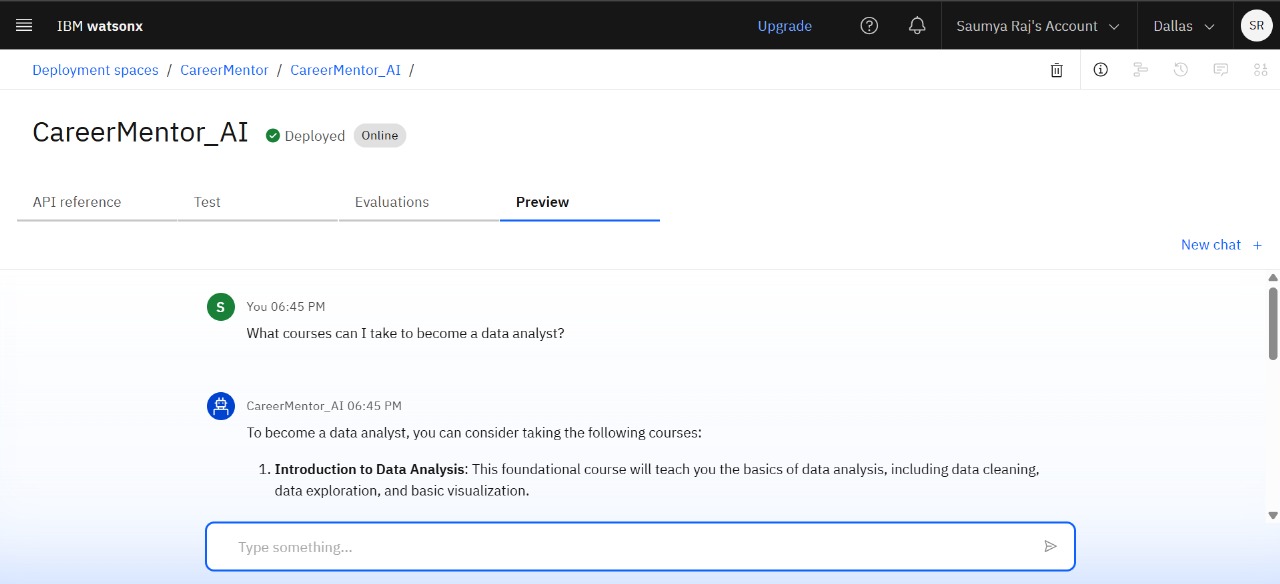 IBM watsonx Upgrade Saumya Raj's Account Dallas SR
Deployment spaces / CareerMentor / CareerMentor_AI /
CareerMentor_AI Deployed Online
API reference Test Evaluations Preview
New chat +
S You 06:45 PM
What courses can I take to become a data analyst?
CareerMentor_AI 06:45 PM
To become a data analyst, you can consider taking the following courses:
1. Introduction to Data Analysis: This foundational course will teach you the basics of data analysis, including data cleaning,
data exploration, and basic visualization.
Type something...